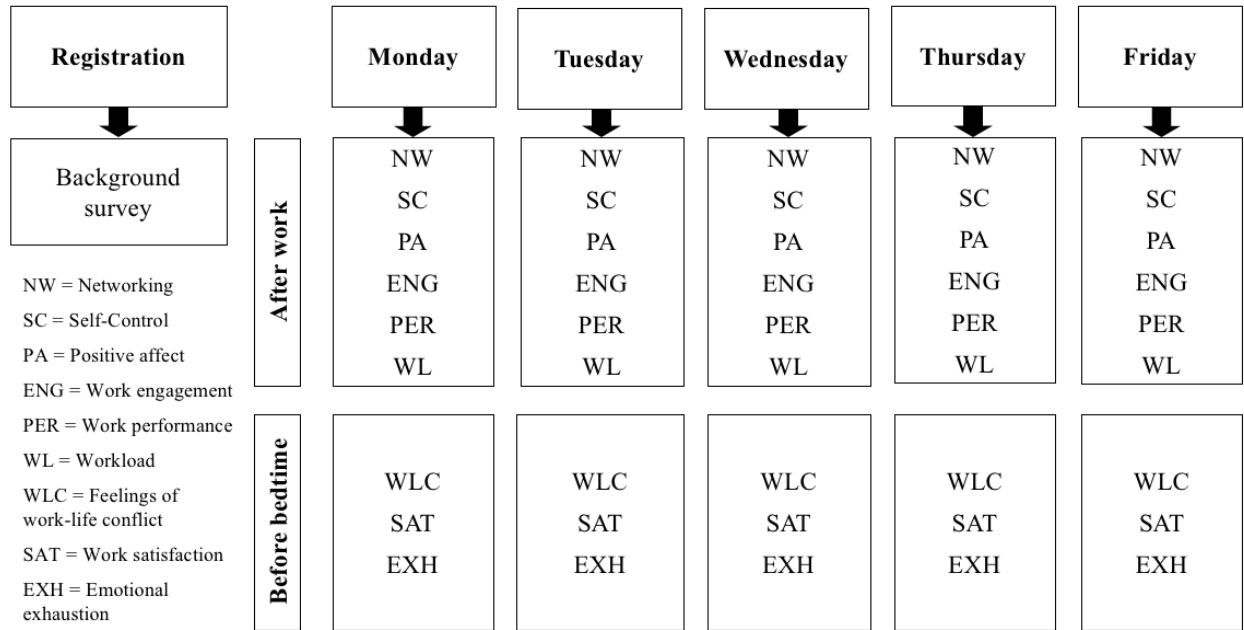 Registration
Background
survey
NW = Networking
SC = Self-Control
PA = Positive affect
ENG = Work engagement
PER = Work performance
WL = Workload
WLC = Feelings of
work-life conflict
SAT = Work satisfaction
EXH = Emotional
exhaustion
After work
Before bedtime
Monday
NW
SC
PA
ENG
PER
WL
WLC
SAT
EXH
Tuesday
NW
SC
PA
ENG
PER
WL
WLC
SAT
EXH
Wednesday
NW
SC
PA
ENG
PER
WL
WLC
SAT
EXH
Thursday
NW
SC
PA
ENG
PER
WL
WLC
SAT
EXH
Friday
NW
SC
PA
ENG
PER
WL
WLC
SAT
EXH